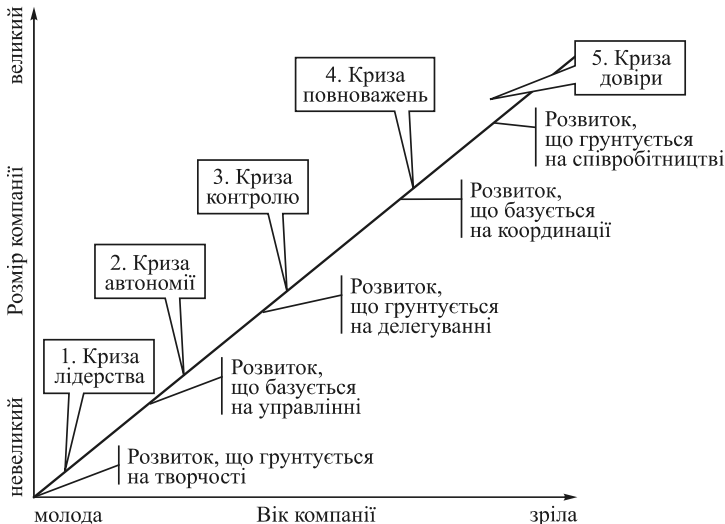 великий
Розмір компанії
невеликий
5. Криза
довіри
4. Криза
повноважень
Розвиток,
що грунтується
на співробітництві
3. Криза
контролю
Розвиток,
що базується
на координації
2. Криза
автономії
Розвиток,
що грунтується
на делегуванні
1. Криза
лідерства
Розвиток,
що базується
на управлінні
Розвиток, що грунтується
на творчості
молода
Вік компанії
зріла